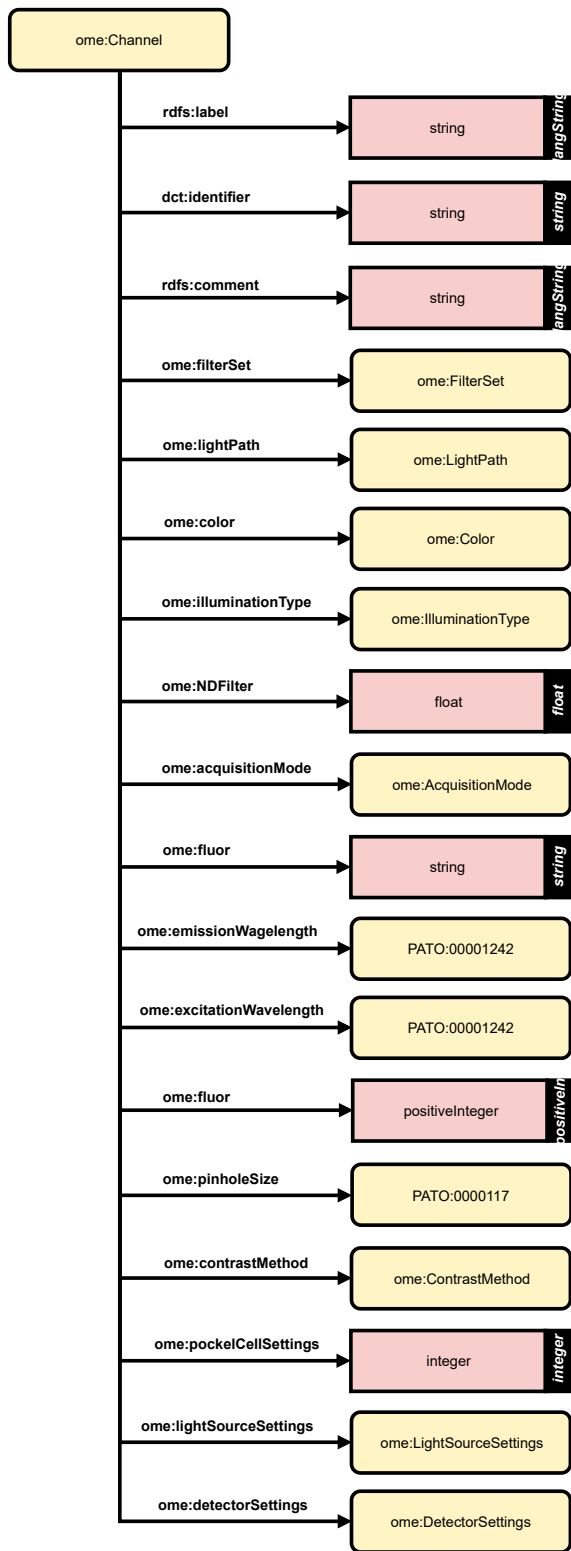 ome:Channel
rdfs:label
string
langString
dct:identifier
string
string
rdfs:comment
string
langString
ome:filterSet
ome:FilterSet
ome:lightPath
ome:LightPath
ome:color
ome:Color
ome:illuminationType
ome:IlluminationType
ome:NDFilter
float
float
ome:acquisitionMode
ome:AcquisitionMode
ome:fluor
string
string
ome:emissionWagelength
PATO:00001242
ome:excitationWavelength
PATO:00001242
ome:fluor
positiveInteger
positiveIn
ome:pinholeSize
PATO:0000117
ome:contrastMethod
ome:ContrastMethod
ome:pockelCellSettings
integer
integer
ome:lightSourceSettings
ome:LightSourceSettings
ome:detectorSettings
ome:DetectorSettings